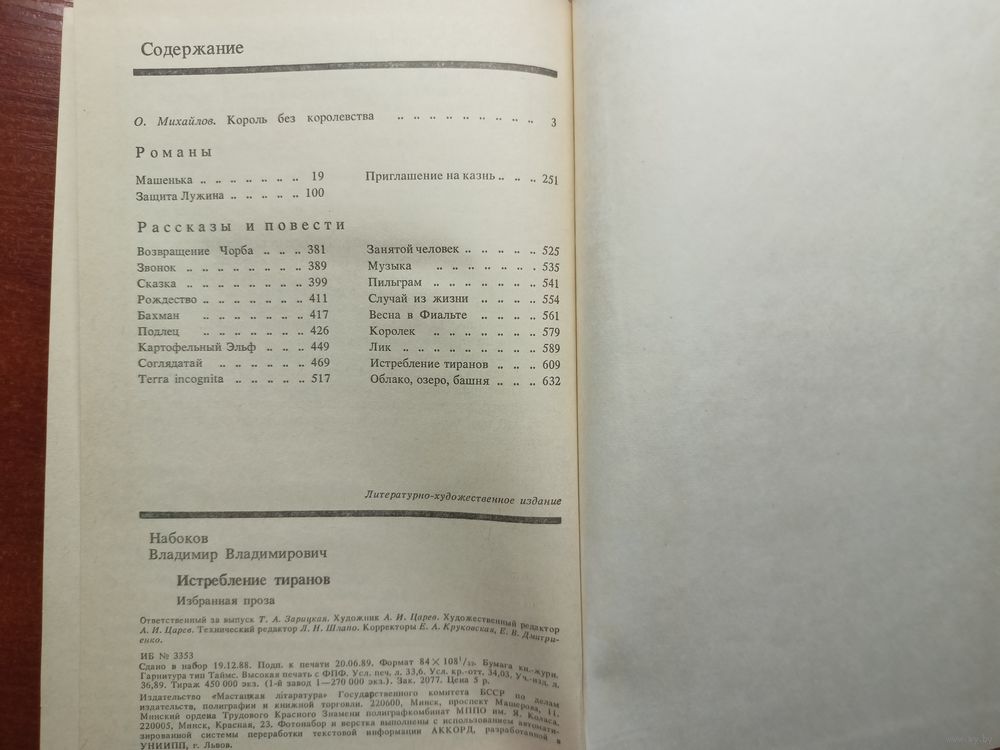 Содержание
О. Михайлов. Король без королевства .. .. .. .. .. .. .. .. .. 3
Романы
Машенька .. .. .. .. .. .. .. 19
Защита Лужина .. .. .. .. .. 100
Приглашение на казнь .. .. .. 251
Рассказы и повести
Возвращение Чорба .. .. .. 381
Звонок .. .. .. .. .. .. .. 389
Сказка .. .. .. .. .. .. .. 399
Рождество .. .. .. .. .. .. 411
Бахман .. .. .. .. .. .. 417
Подлец .. .. .. .. .. .. 426
Картофельный Эльф .. .. .. 449
Соглядатай .. .. .. .. .. .. 469
Terra incognita .. .. .. .. .. 517
Занятой человек .. .. .. .. .. 525
Музыка .. .. .. .. .. .. .. 535
Пильграм .. .. .. .. .. .. .. 541
Случай из жизни .. .. .. .. 554
Весна в Фиальте .. .. .. .. 561
Королек .. .. .. .. .. .. .. 579
Лик .. .. .. .. .. .. .. .. 589
Истребление тиранов .. .. .. 609
Облако, озеро, башня .. .. .. 632
Литературно-художественное издание
Набоков
Владимир Владимирович
Истребление тиранов
Избранная проза
Ответственный за выпуск Т. А. Зарицкая. Художник А. И. Царев. Художественный редактор
А. И. Царев. Технический редактор Л. Н. Шлапо. Корректоры Е. А. Круковская, Е. В. Дмитри-
енко.
ИБ № 3353
Сдано в набор 19.12.88. Подп. к печати 20.06.89. Формат 84×108 1/32. Бумага кн.-журн.
Гарнитура тип Таймс. Высокая печать с ФПФ. Усл. печ. л. 33,6. Усл. кр.-отт. 34,03. Уч.-изд. л.
36,89. Тираж 450 000 экз. (1-й завод 1—270 000 экз.). Зак. 2077. Цена 5 р.
Издательство «Мастацкая літаратура» Государственного комитета БССР по делам
издательств, полиграфии и книжной торговли. 220600, Минск, проспект Машерова, 11.
Минский ордена Трудового Красного Знамени полиграфкомбинат МППО им. Я. Коласа.
220005, Минск, Красная, 23. Фотонабор и верстка выполнены с использованием автомати-
зированной системы переработки текстовой информации АККОРД, разработанной в
УНИИПП, г. Львов.
ay.by